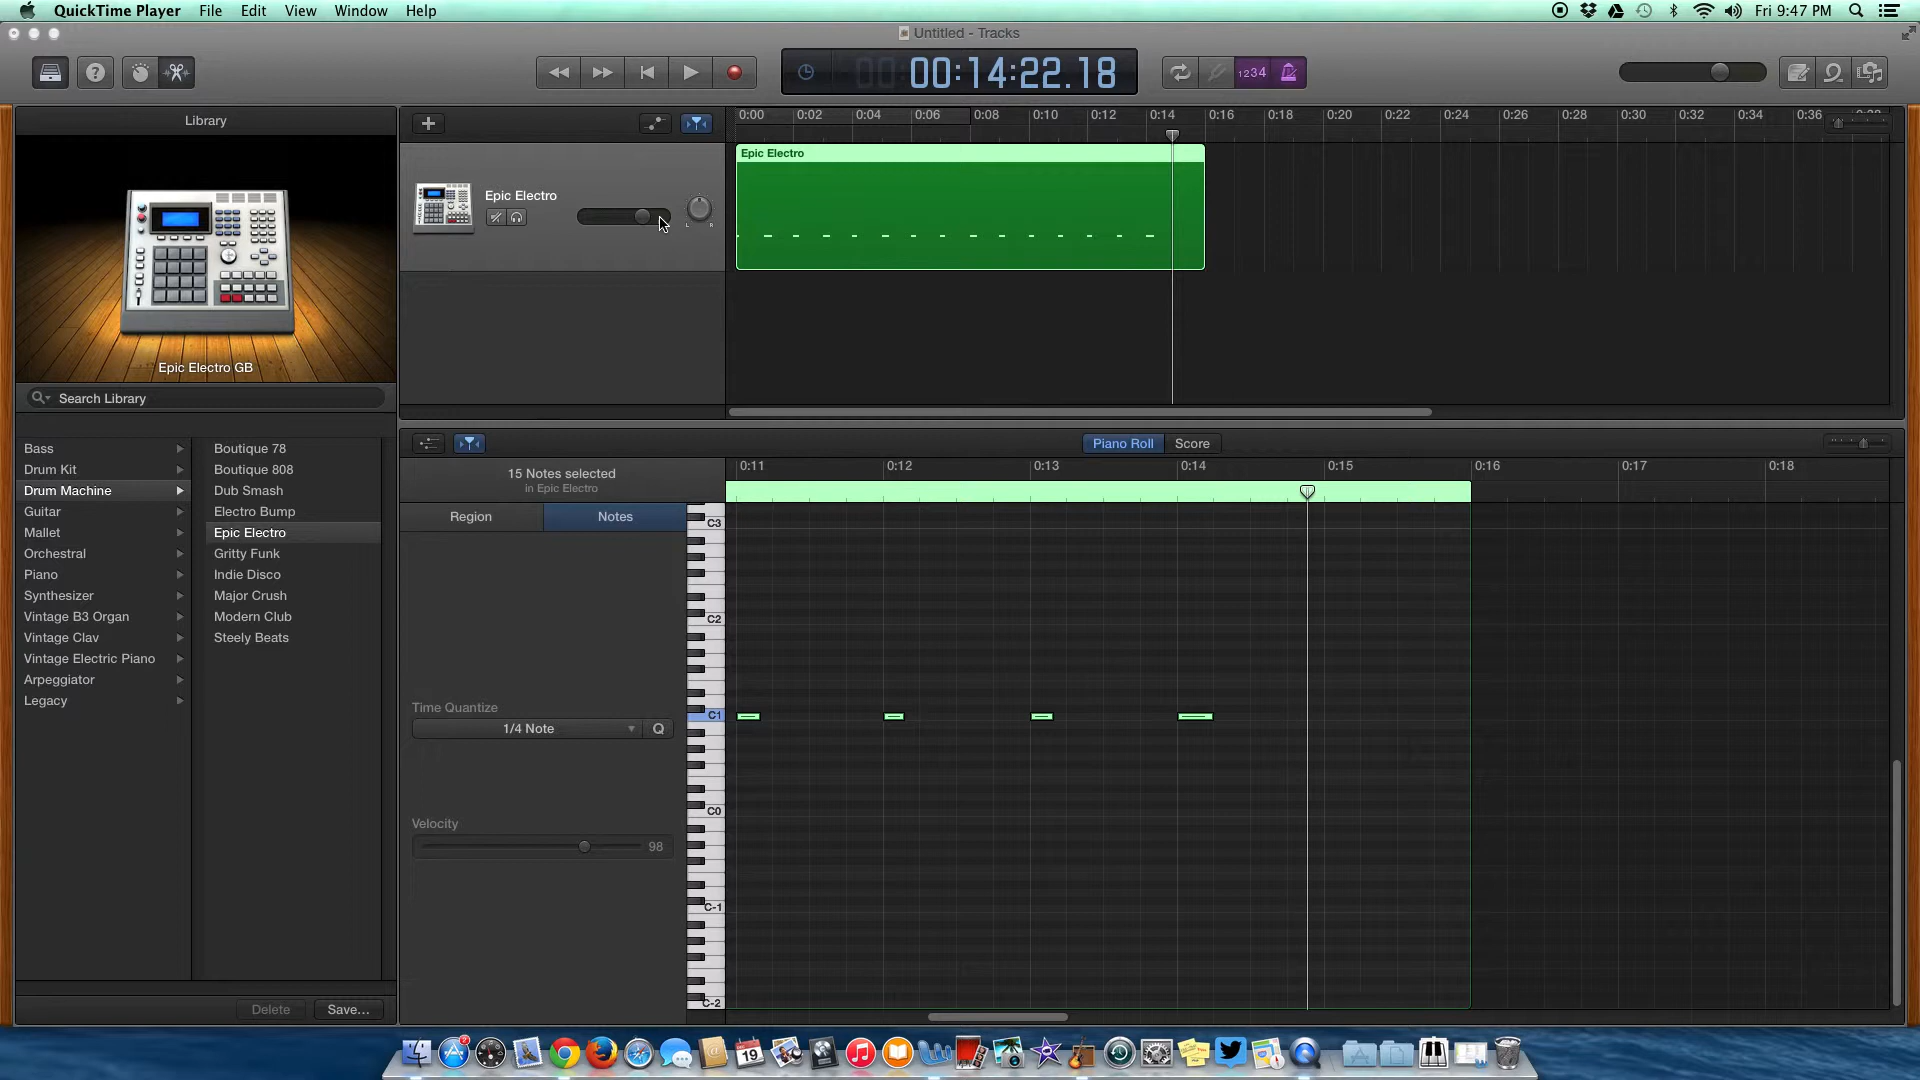 QuickTime Player File Edit View Window Help
Fri 9:47 PM
Untitled - Tracks
00:14:22.18
1234
Library
0:00 0:02 0:04 0:06 0:08 0:10 0:12 0:14 0:16 0:18 0:20 0:22 0:24 0:26 0:28 0:30 0:32 0:34 0:36
Epic Electro
Epic Electro
L R
Epic Electro GB
Search Library
Bass
Drum Kit
Drum Machine
Guitar
Mallet
Orchestral
Piano
Synthesizer
Vintage B3 Organ
Vintage Clav
Vintage Electric Piano
Arpeggiator
Legacy
Boutique 78
Boutique 808
Dub Smash
Electro Bump
Epic Electro
Gritty Funk
Indie Disco
Major Crush
Modern Club
Steely Beats
Delete Save...
Piano Roll Score
15 Notes selected
in Epic Electro
0:11 0:12 0:13 0:14 0:15 0:16 0:17 0:18
Region Notes
Time Quantize
1/4 Note
Q
Velocity
98
C3
C2
C1
C0
C-1
C-2
7
19